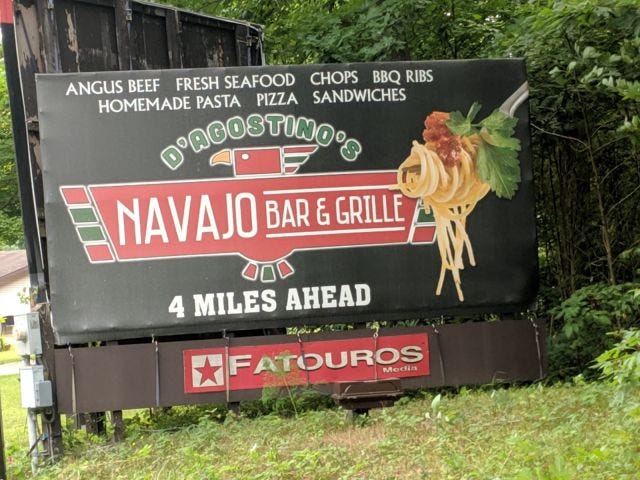 ANGUS BEEF FRESH SEAFOOD CHOPS BBQ RIBS
HOMEMADE PASTA PIZZA SANDWICHES
D'AGOSTINO'S
NAVAJO BAR & GRILLE
4 MILES AHEAD
FATOUROS
Media